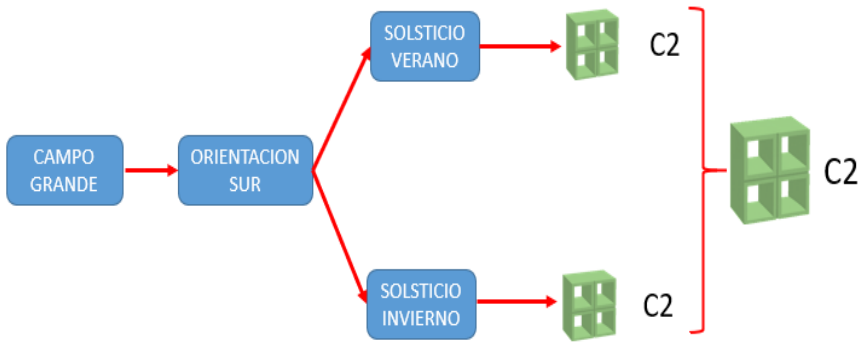 SOLSTICIO
VERANO
C2
CAMPO
GRANDE
ORIENTACION
SUR
C2
SOLSTICIO
INVIERNO
C2